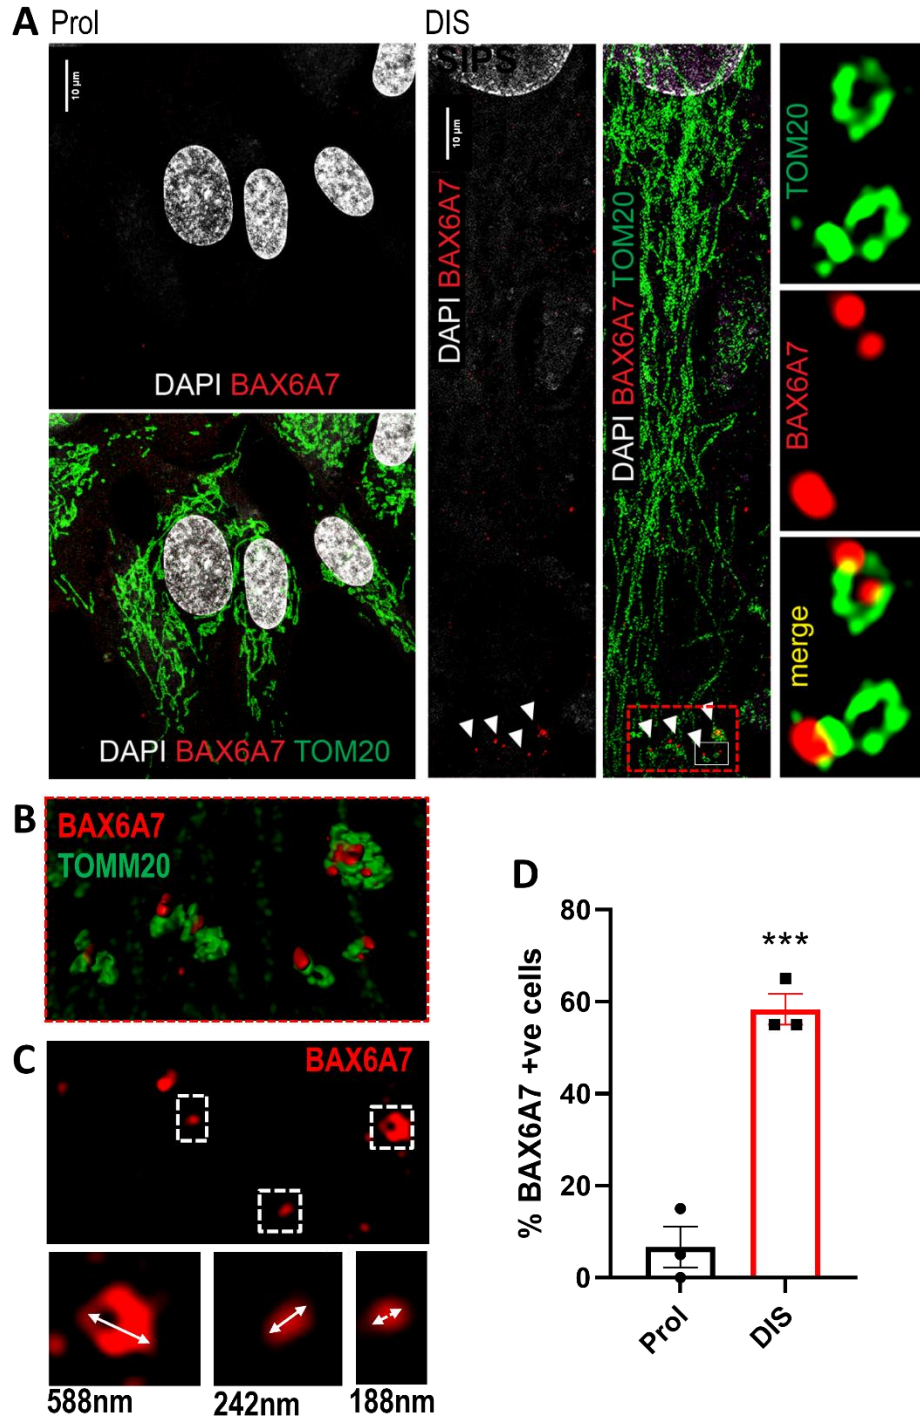 A Prol
DIS
10 µm
DAPI BAX6A7
DAPI BAX6A7 TOM20
SIPS
10 µm
DAPI BAX6A7
DAPI BAX6A7 TOM20
TOM20
BAX6A7
merge
B
BAX6A7
TOMM20
C
BAX6A7
588nm
242nm
188nm
D
% BAX6A7 +ve cells
80
60
40
20
0
***
Prol
DIS